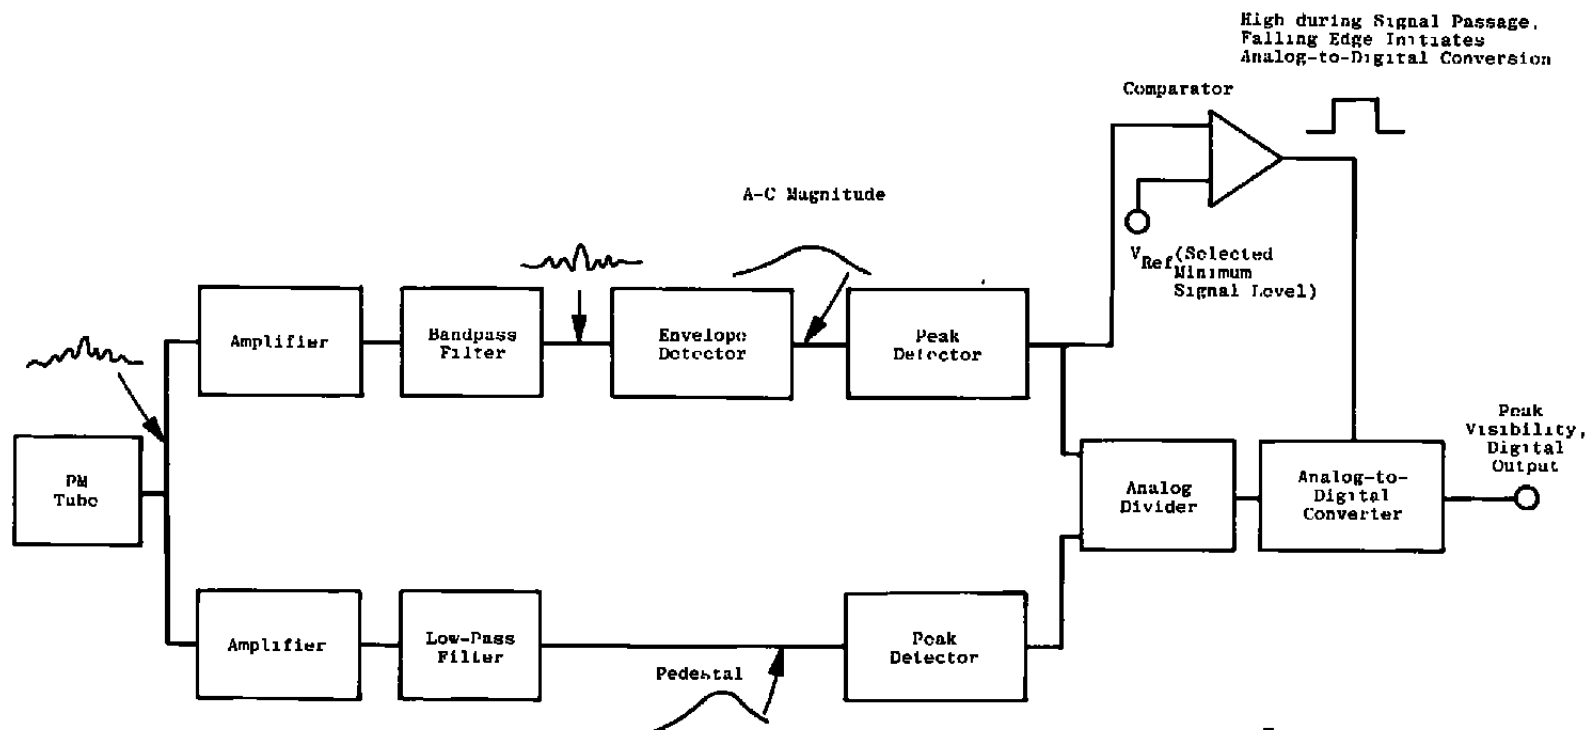 High during Signal Passage,
Falling Edge Initiates
Analog-to-Digital Conversion
Comparator
A-C Magnitude
VRef (Selected
Minimum
Signal Level)
Amplifier
Bandpass
Filter
Envelope
Detector
Peak
Detector
PM
Tube
Analog
Divider
Analog-to-
Digital
Converter
Peak
Visibility,
Digital
Output
Amplifier
Low-Pass
Filter
Pedestal
Peak
Detector